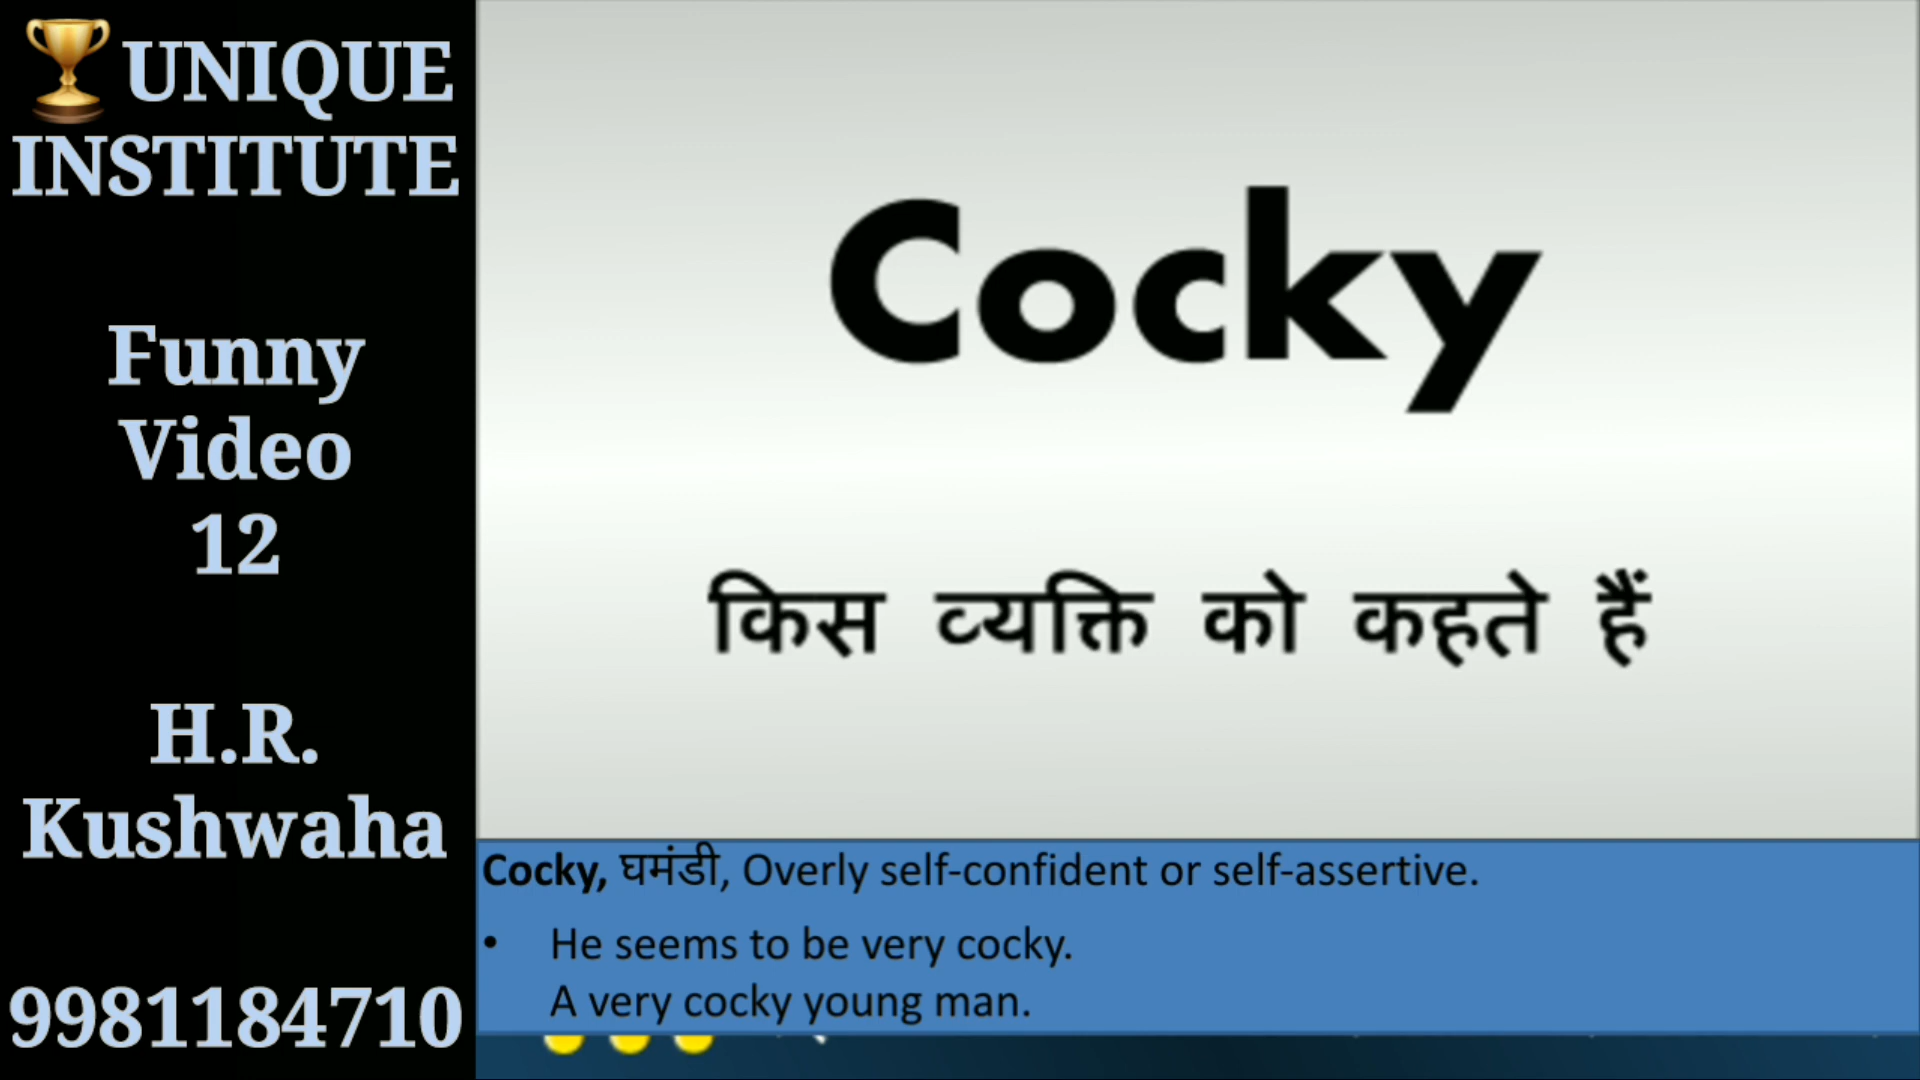 UNIQUE
INSTITUTE
Funny
Video
12
H.R.
Kushwaha
9981184710
Cocky
किस व्यक्ति को कहते हैं
Cocky, घमंडी, Overly self-confident or self-assertive.
• He seems to be very cocky.
A very cocky young man.